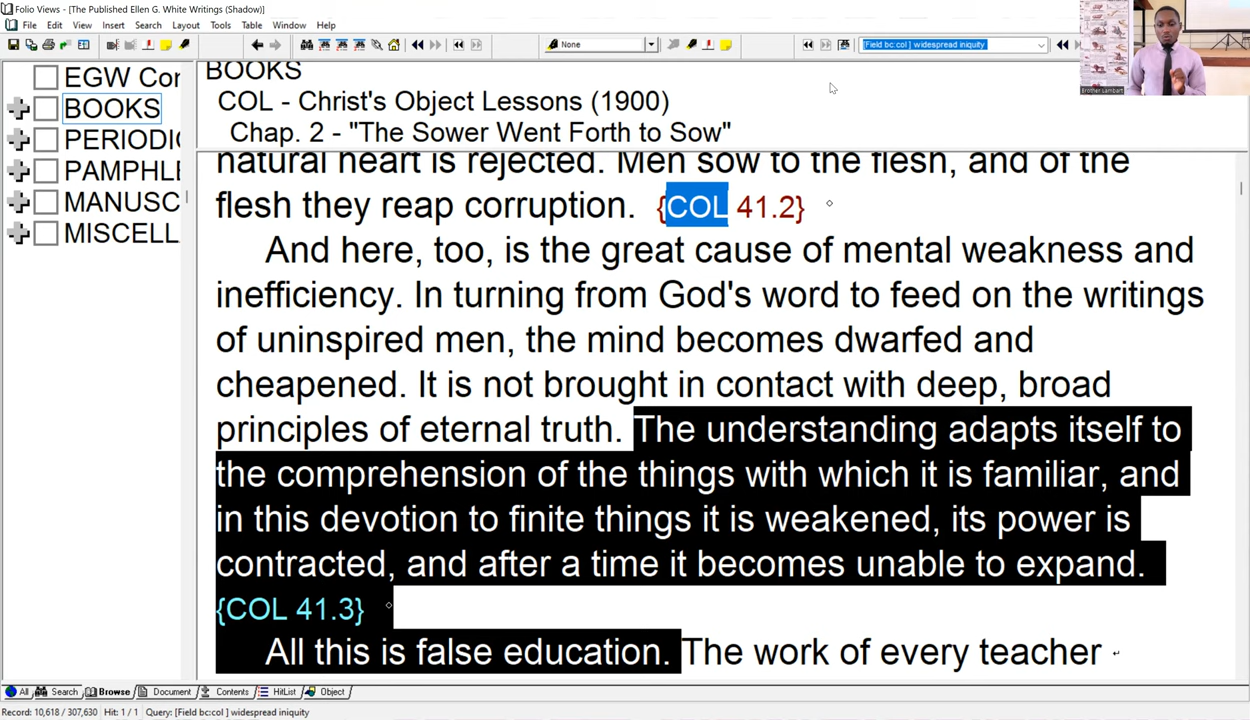 Folio Views - [The Published Ellen G. White Writings (Shadow)]
File Edit View Insert Search Layout Tools Table Window Help
None
[Field bc:col ] widespread iniquity
EGW Con
BOOKS
PERIODIC
PAMPHLE
MANUSC
MISCELL
BOOKS
COL - Christ's Object Lessons (1900)
Chap. 2 - "The Sower Went Forth to Sow"
natural heart is rejected. Men sow to the flesh, and of the
flesh they reap corruption. {COL 41.2}
And here, too, is the great cause of mental weakness and
inefficiency. In turning from God's word to feed on the writings
of uninspired men, the mind becomes dwarfed and
cheapened. It is not brought in contact with deep, broad
principles of eternal truth. The understanding adapts itself to
the comprehension of the things with which it is familiar, and
in this devotion to finite things it is weakened, its power is
contracted, and after a time it becomes unable to expand.
{COL 41.3}
All this is false education. The work of every teacher
All Search Browse Document Contents HitList Object
Record: 10,618 / 307,630 Hit: 1 / 1 Query: [Field bc:col ] widespread iniquity